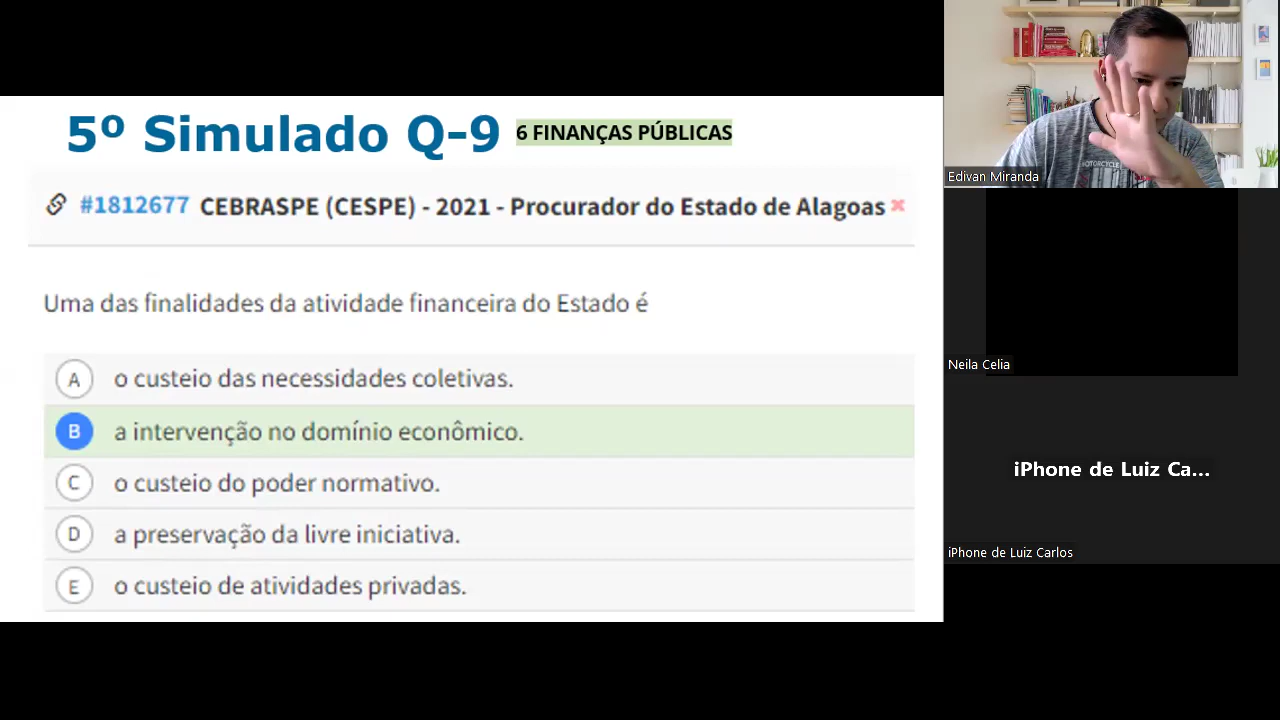 5º Simulado Q-9 6 FINANÇAS PÚBLICAS
#1812677 CEBRASPE (CESPE) - 2021 - Procurador do Estado de Alagoas
Uma das finalidades da atividade financeira do Estado é
A o custeio das necessidades coletivas.
B a intervenção no domínio econômico.
C o custeio do poder normativo.
D a preservação da livre iniciativa.
E o custeio de atividades privadas.
MOTORCYCLE
Edivan Miranda
Neila Celia
iPhone de Luiz Ca...
iPhone de Luiz Carlos